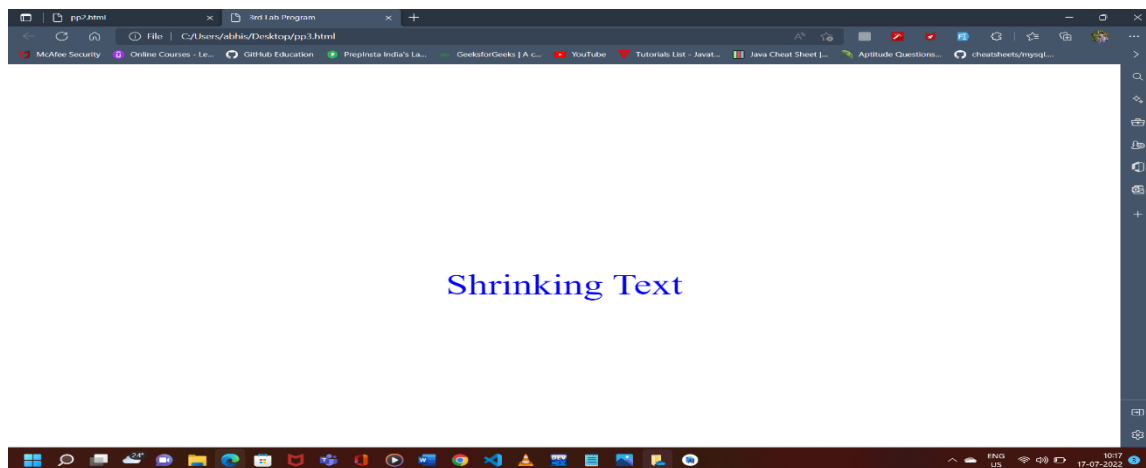 pp2.html
3rd Lab Program
File | C:/Users/abhis/Desktop/pp3.html
McAfee Security
Online Courses - Le...
GitHub Education
PrepInsta India's La...
GeeksforGeeks | A c...
YouTube
Tutorials List - Javat...
Java Cheat Sheet |...
Aptitude Questions...
cheatsheets/mysql...
Shrinking Text
24°
ENG
US
10:17
17-07-2022